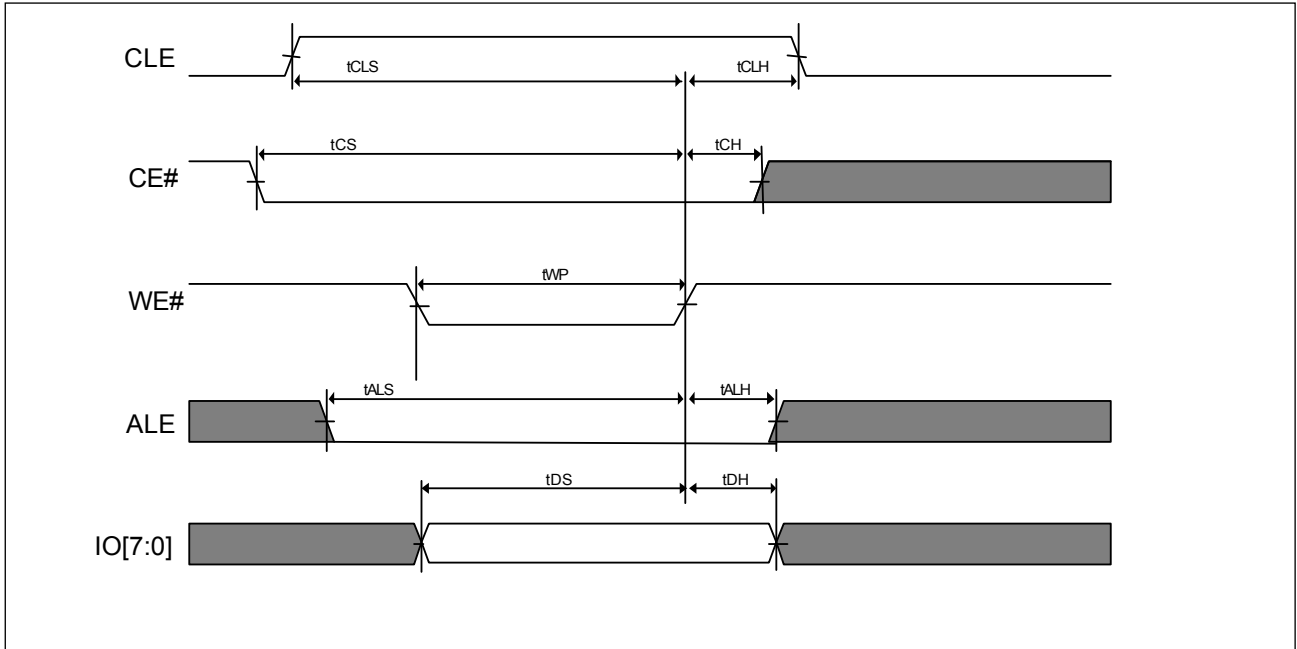 CLE
tCLS tCLH
tCS tCH
CE#
tWP
WE#
tALS tALH
ALE
tDS tDH
IO[7:0]